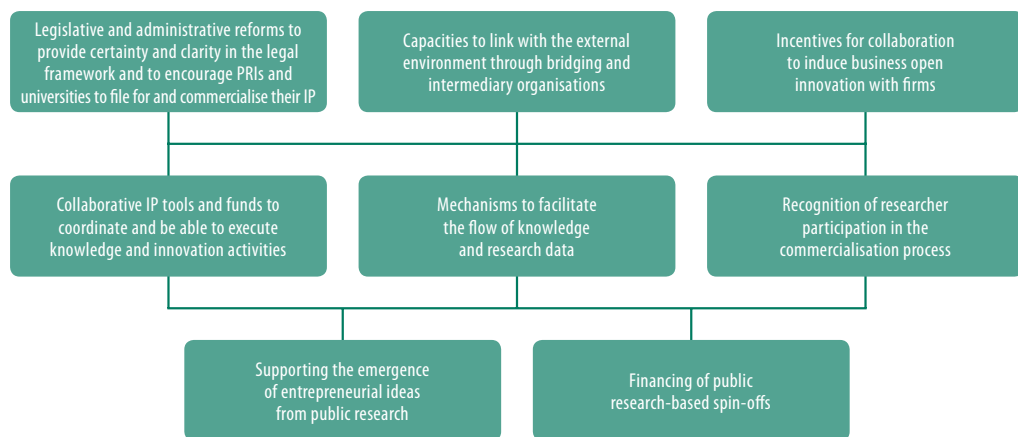 Legislative and administrative reforms to
provide certainty and clarity in the legal
framework and to encourage PRIs and
universities to file for and commercialise their IP
Capacities to link with the external
environment through bridging and
intermediary organisations
Incentives for collaboration
to induce business open
innovation with firms
Collaborative IP tools and funds to
coordinate and be able to execute
knowledge and innovation activities
Mechanisms to facilitate
the flow of knowledge
and research data
Recognition of researcher
participation in the
commercialisation process
Supporting the emergence
of entrepreneurial ideas
from public research
Financing of public
research-based spin-offs